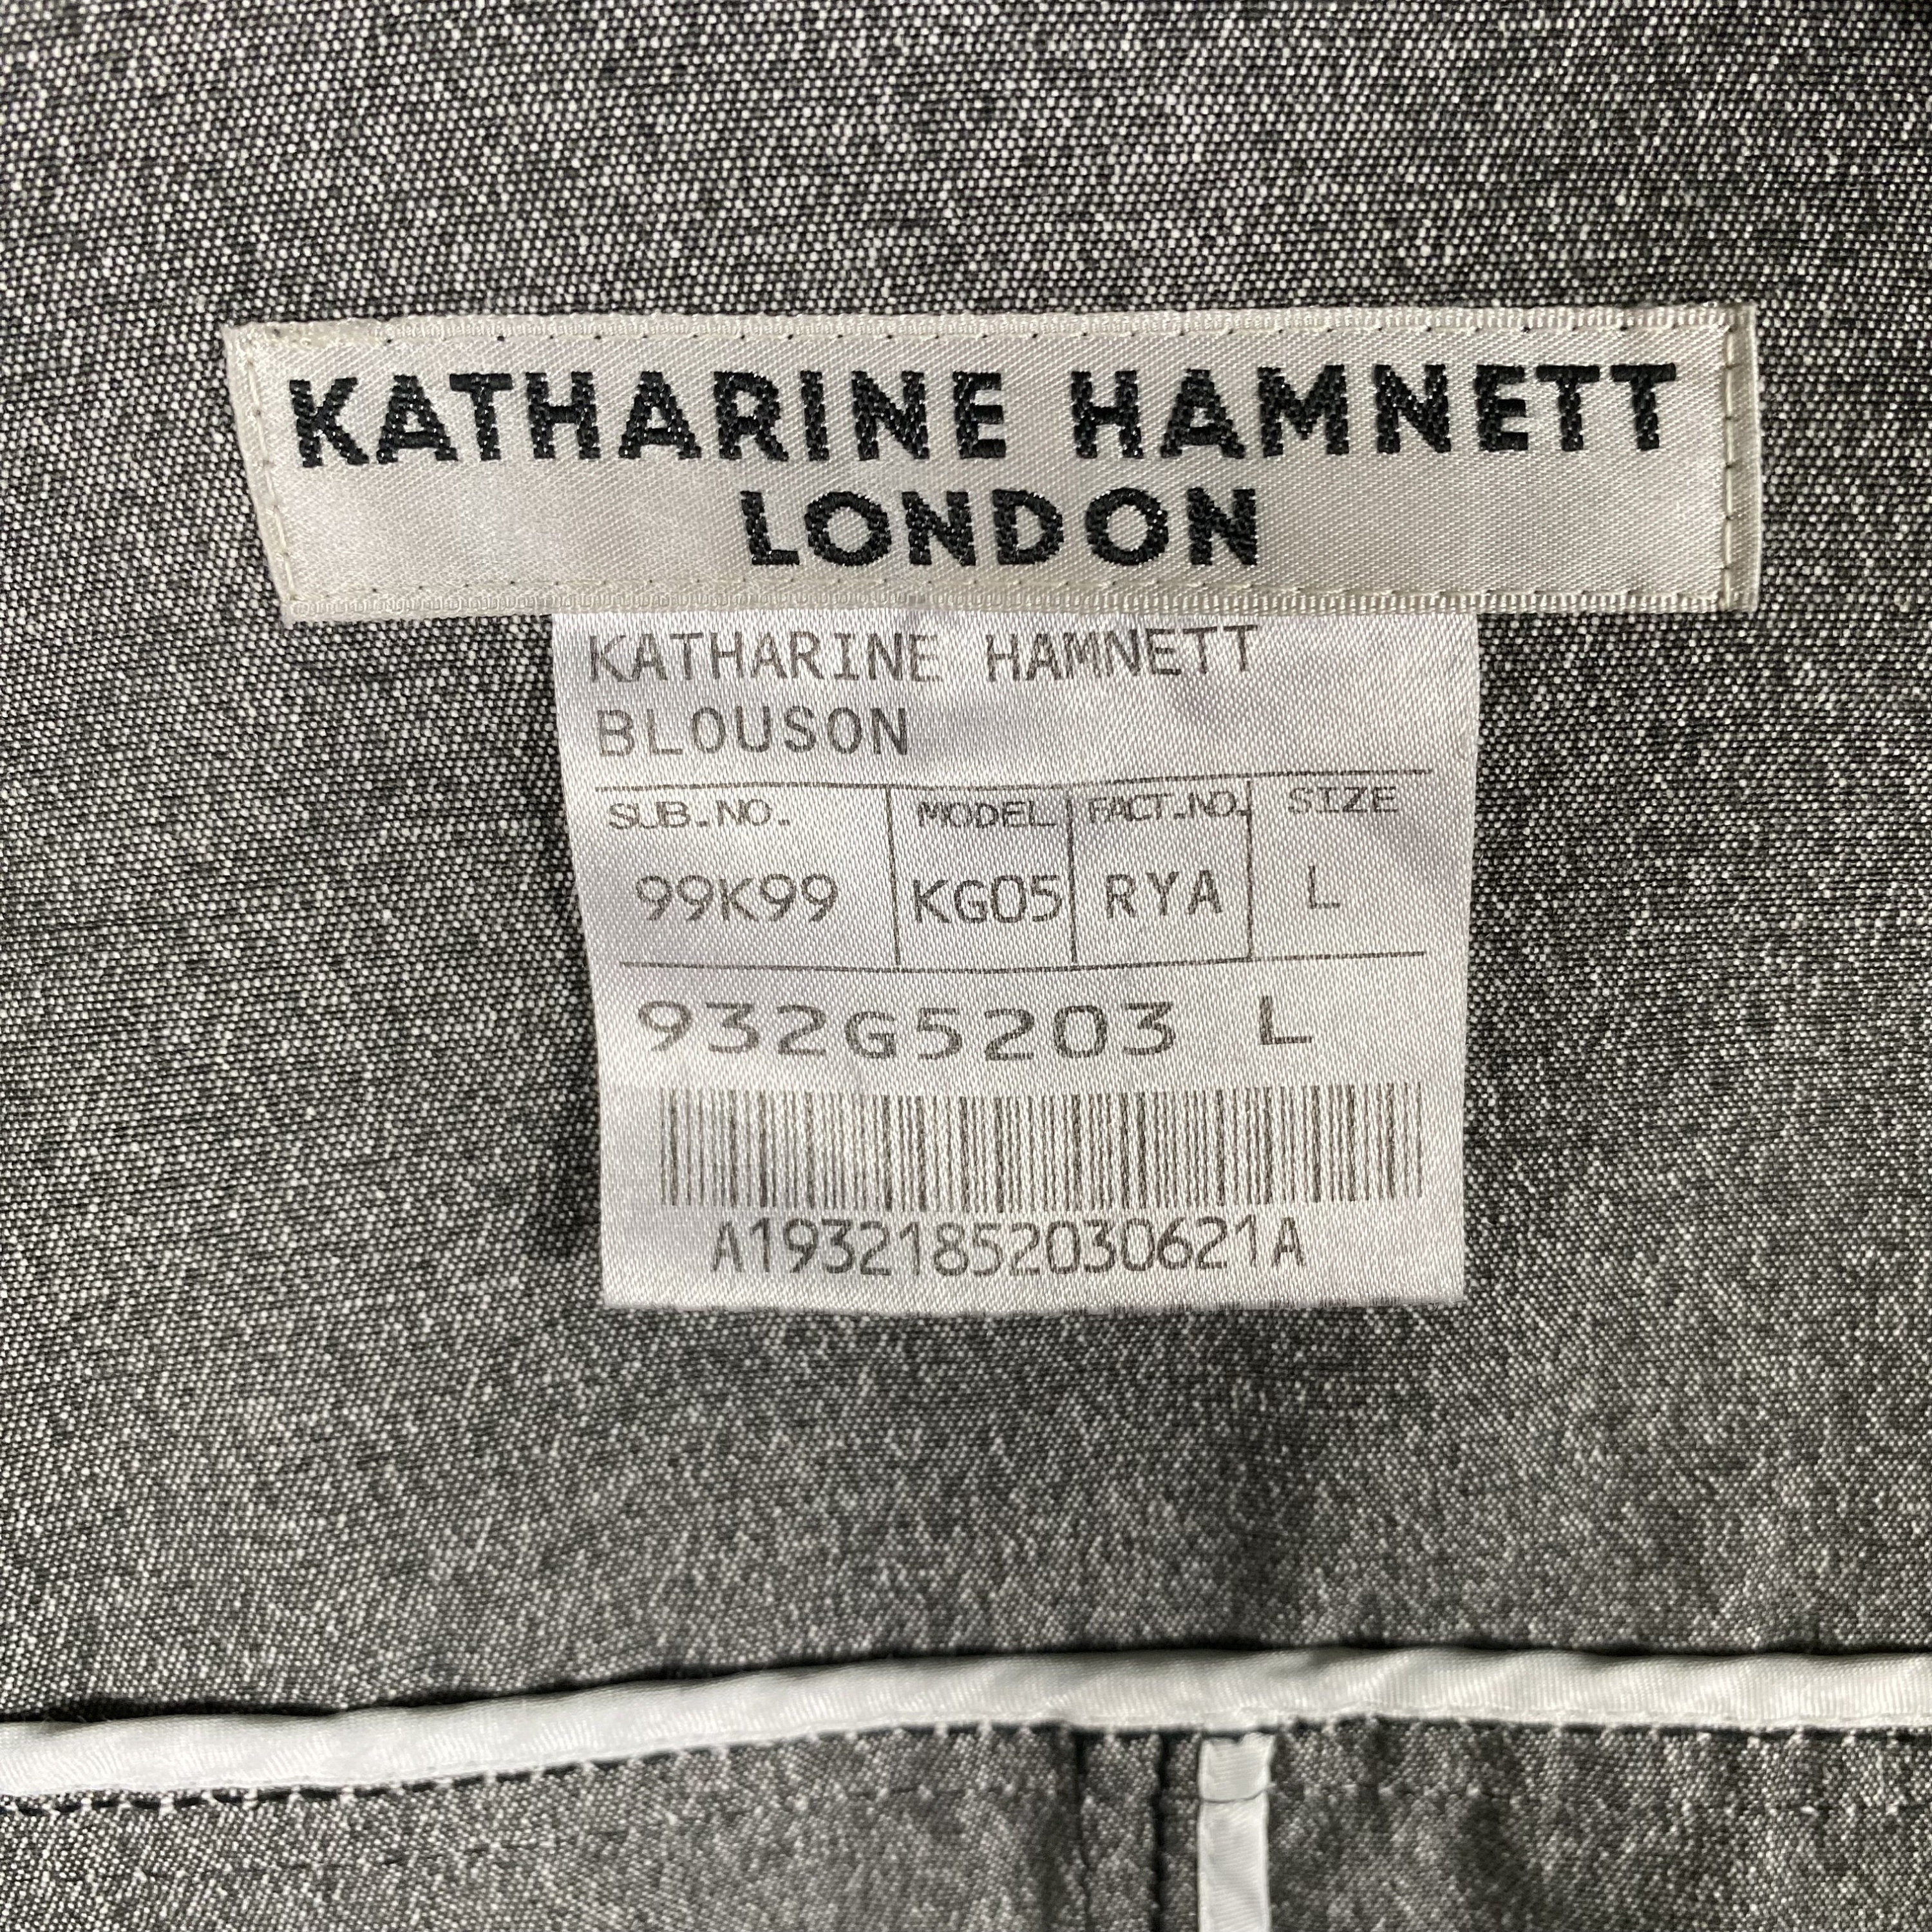 KATHARINE HAMNETT
LONDON
KATHARINE HAMNETT
BLOUSON
SUB.NO. MODEL FACT.NO. SIZE
99K99 KG05 RYA L
932G5203 L
A19321852030621A